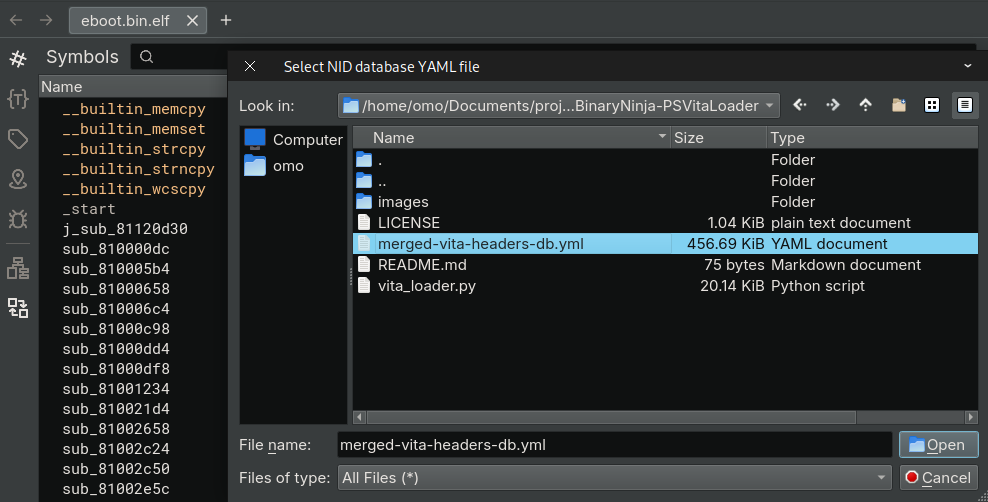 eboot.bin.elf
Symbols
Name
__builtin_memcpy
__builtin_memset
__builtin_strcpy
__builtin_strncpy
__builtin_wcscpy
_start
j_sub_81120d30
sub_810000dc
sub_810005b4
sub_81000658
sub_810006c4
sub_81000c98
sub_81000dd4
sub_81000df8
sub_81001234
sub_810021d4
sub_81002658
sub_81002c24
sub_81002c50
sub_81002e5c
Select NID database YAML file
Look in: /home/omo/Documents/proj...BinaryNinja-PSVitaLoader
Computer
omo
Name Size Type
. Folder
.. Folder
images Folder
LICENSE 1.04 KiB plain text document
merged-vita-headers-db.yml 456.69 KiB YAML document
README.md 75 bytes Markdown document
vita_loader.py 20.14 KiB Python script
File name: merged-vita-headers-db.yml Open
Files of type: All Files (*) Cancel